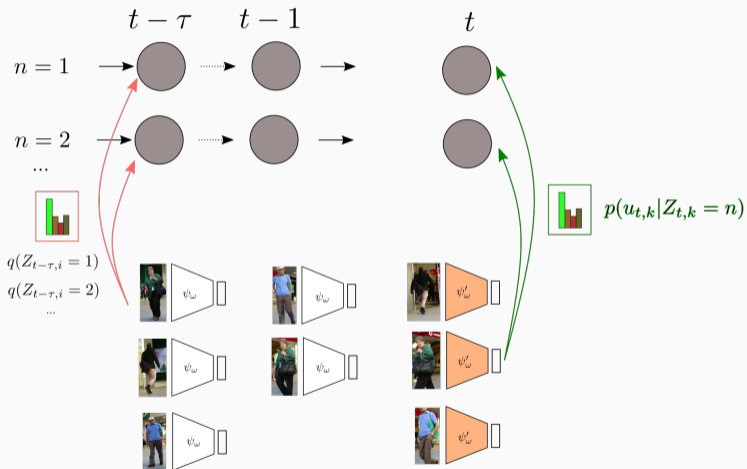 t − τ t − 1 t
n = 1
n = 2
...
p(u_{t,k}|Z_{t,k} = n)
q(Z_{t−τ,i} = 1)
q(Z_{t−τ,i} = 2)
...
ψ_ω ψ_ω ψ′_ω
ψ_ω ψ_ω ψ′_ω
ψ_ω ψ′_ω